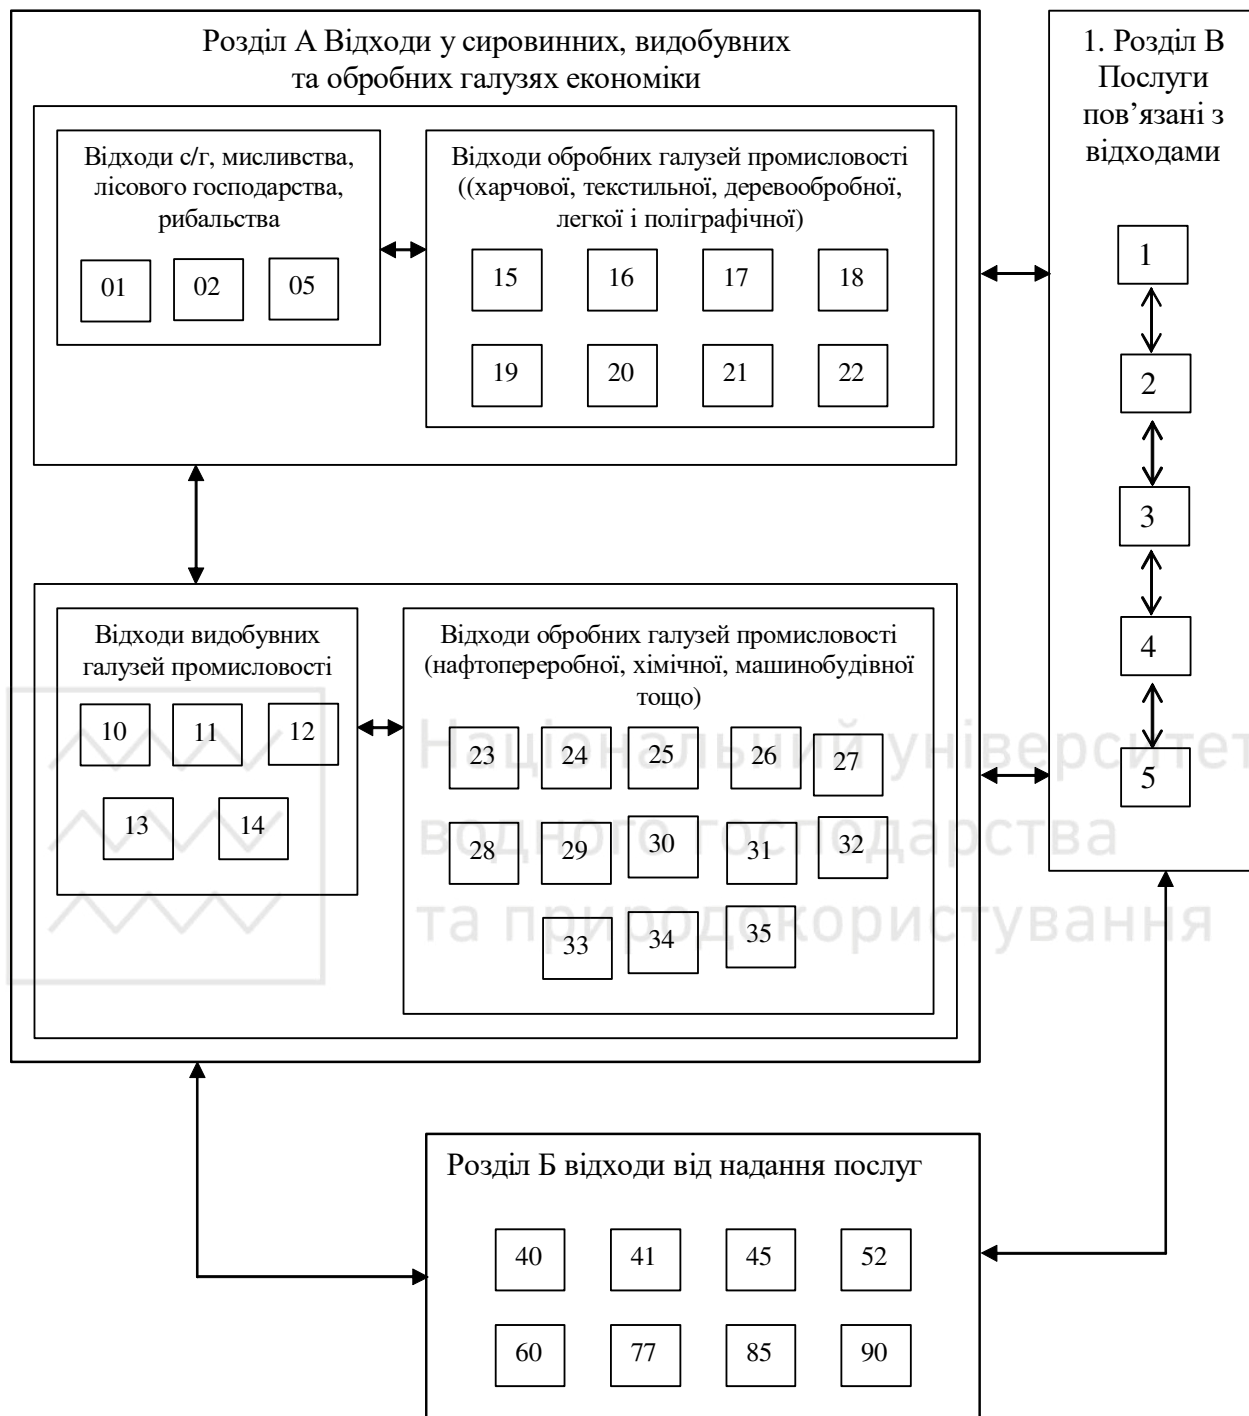 Розділ А Відходи у сировинних, видобувних
та обробних галузях економіки
Відходи с/г, мисливства,
лісового господарства,
рибальства
01 02 05
Відходи обробних галузей промисловості
((харчової, текстильної, деревообробної,
легкої і поліграфічної)
15 16 17 18
19 20 21 22
Відходи видобувних
галузей промисловості
10 11 12
13 14
Відходи обробних галузей промисловості
(нафтопереробної, хімічної, машинобудівної
тощо)
23 24 25 26 27
28 29 30 31 32
33 34 35
1. Розділ В
Послуги
пов’язані з
відходами
1
2
3
4
5
Розділ Б відходи від надання послуг
40 41 45 52
60 77 85 90
Національний університет
водного господарства
та природокористування